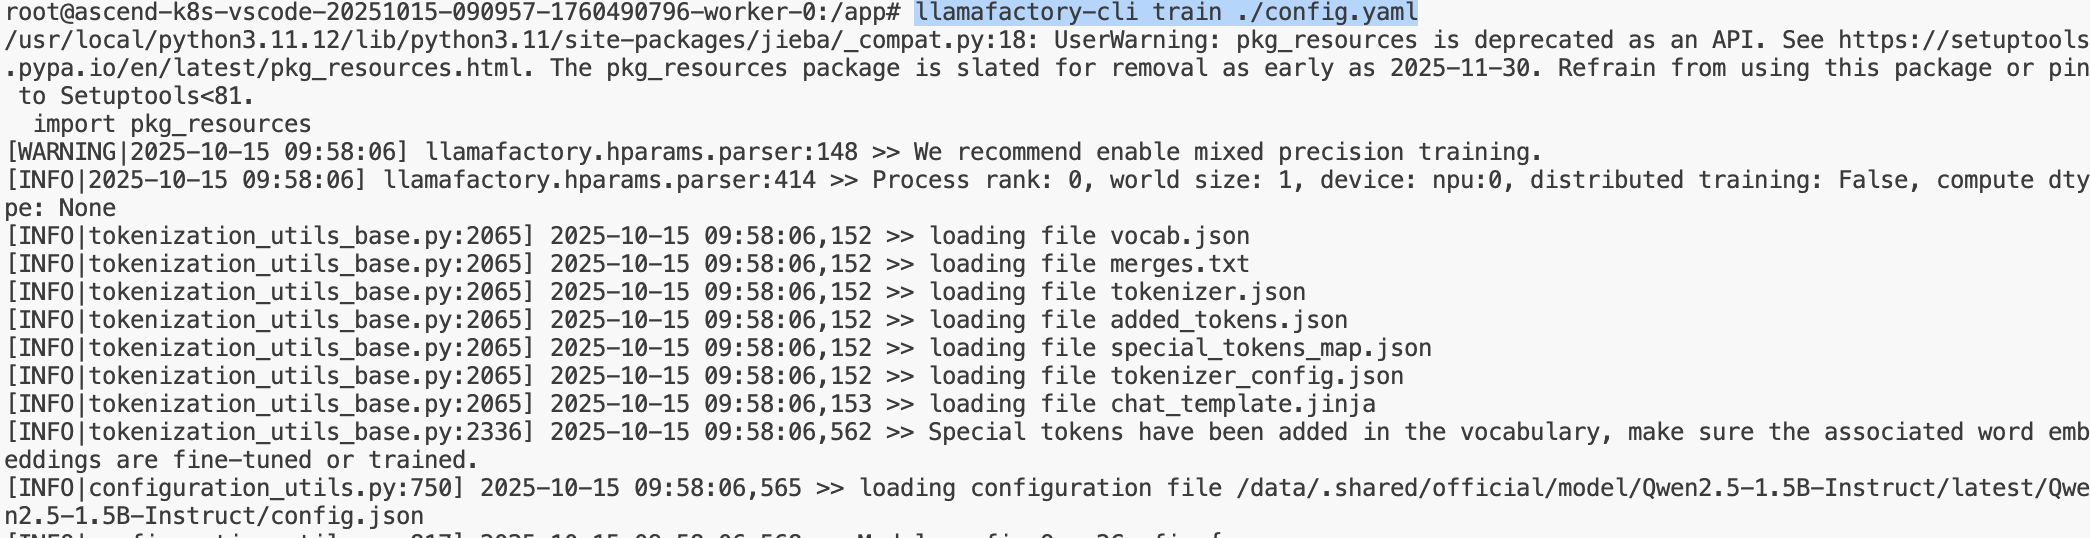 root@ascend-k8s-vscode-20251015-090957-1760490796-worker-0:/app# llamafactory-cli train ./config.yaml
/usr/local/python3.11.12/lib/python3.11/site-packages/jieba/_compat.py:18: UserWarning: pkg_resources is deprecated as an API. See https://setuptools
.pypa.io/en/latest/pkg_resources.html. The pkg_resources package is slated for removal as early as 2025-11-30. Refrain from using this package or pin
 to Setuptools<81.
  import pkg_resources
[WARNING|2025-10-15 09:58:06] llamafactory.hparams.parser:148 >> We recommend enable mixed precision training.
[INFO|2025-10-15 09:58:06] llamafactory.hparams.parser:414 >> Process rank: 0, world size: 1, device: npu:0, distributed training: False, compute dty
pe: None
[INFO|tokenization_utils_base.py:2065] 2025-10-15 09:58:06,152 >> loading file vocab.json
[INFO|tokenization_utils_base.py:2065] 2025-10-15 09:58:06,152 >> loading file merges.txt
[INFO|tokenization_utils_base.py:2065] 2025-10-15 09:58:06,152 >> loading file tokenizer.json
[INFO|tokenization_utils_base.py:2065] 2025-10-15 09:58:06,152 >> loading file added_tokens.json
[INFO|tokenization_utils_base.py:2065] 2025-10-15 09:58:06,152 >> loading file special_tokens_map.json
[INFO|tokenization_utils_base.py:2065] 2025-10-15 09:58:06,152 >> loading file tokenizer_config.json
[INFO|tokenization_utils_base.py:2065] 2025-10-15 09:58:06,153 >> loading file chat_template.jinja
[INFO|tokenization_utils_base.py:2336] 2025-10-15 09:58:06,562 >> Special tokens have been added in the vocabulary, make sure the associated word emb
eddings are fine-tuned or trained.
[INFO|configuration_utils.py:750] 2025-10-15 09:58:06,565 >> loading configuration file /data/.shared/official/model/Qwen2.5-1.5B-Instruct/latest/Qwe
n2.5-1.5B-Instruct/config.json